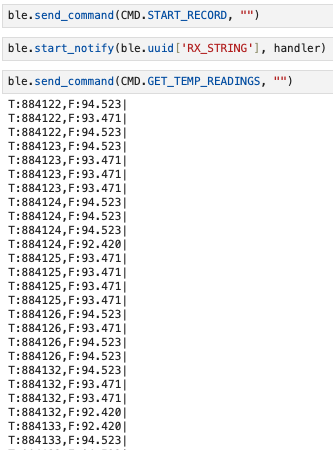 ble.send_command(CMD.START_RECORD, "")
ble.start_notify(ble.uuid['RX_STRING'], handler)
ble.send_command(CMD.GET_TEMP_READINGS, "")
T:884122,F:94.523|
T:884122,F:93.471|
T:884122,F:94.523|
T:884123,F:94.523|
T:884123,F:93.471|
T:884123,F:93.471|
T:884123,F:93.471|
T:884124,F:94.523|
T:884124,F:94.523|
T:884124,F:94.523|
T:884124,F:92.420|
T:884125,F:93.471|
T:884125,F:93.471|
T:884125,F:93.471|
T:884125,F:93.471|
T:884126,F:94.523|
T:884126,F:93.471|
T:884126,F:94.523|
T:884126,F:94.523|
T:884132,F:94.523|
T:884132,F:93.471|
T:884132,F:93.471|
T:884132,F:92.420|
T:884133,F:92.420|
T:884133,F:94.523|